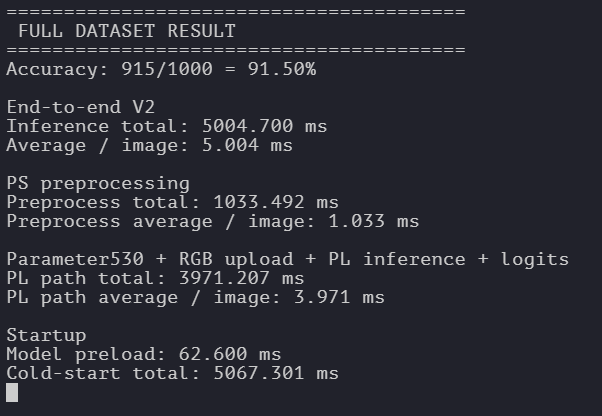 ========================================
FULL DATASET RESULT
========================================
Accuracy: 915/1000 = 91.50%
End-to-end V2
Inference total: 5004.700 ms
Average / image: 5.004 ms
PS preprocessing
Preprocess total: 1033.492 ms
Preprocess average / image: 1.033 ms
Parameter530 + RGB upload + PL inference + logits
PL path total: 3971.207 ms
PL path average / image: 3.971 ms
Startup
Model preload: 62.600 ms
Cold-start total: 5067.301 ms